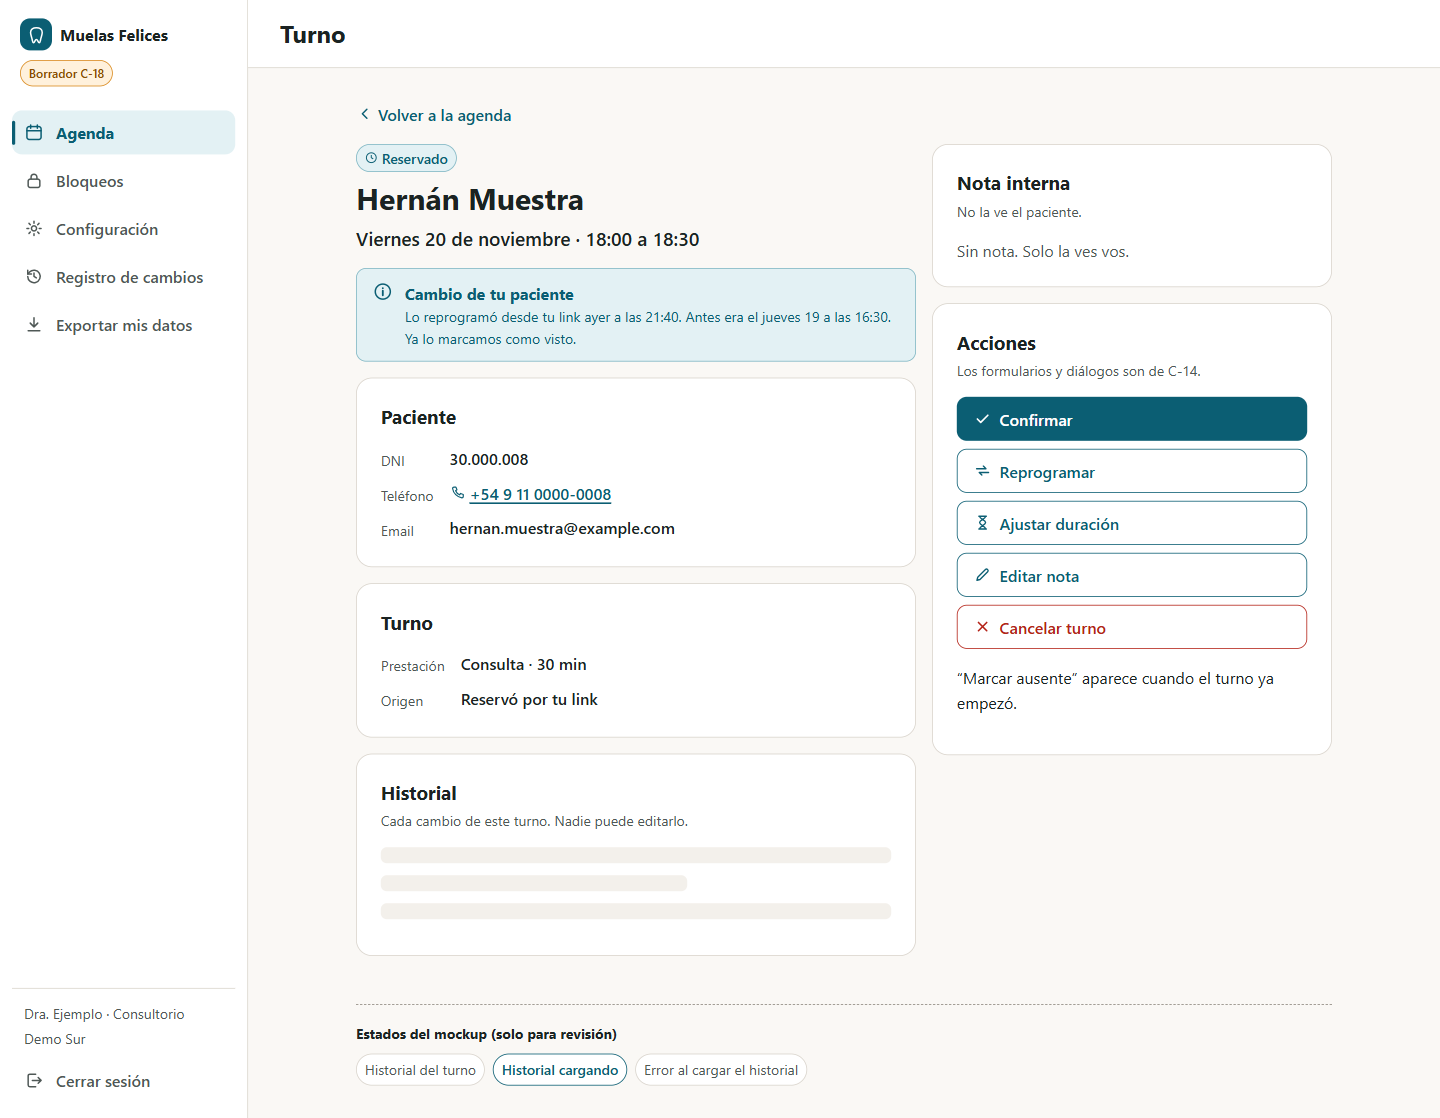 Muelas Felices
Borrador C-18
Agenda
Bloqueos
Configuración
Registro de cambios
Exportar mis datos
Dra. Ejemplo · Consultorio
Demo Sur
Cerrar sesión
Turno
Volver a la agenda
Reservado
Hernán Muestra
Viernes 20 de noviembre · 18:00 a 18:30
Cambio de tu paciente
Lo reprogramó desde tu link ayer a las 21:40. Antes era el jueves 19 a las 16:30.
Ya lo marcamos como visto.
Paciente
DNI 30.000.008
Teléfono +54 9 11 0000-0008
Email hernan.muestra@example.com
Turno
Prestación Consulta · 30 min
Origen Reservó por tu link
Historial
Cada cambio de este turno. Nadie puede editarlo.
Nota interna
No la ve el paciente.
Sin nota. Solo la ves vos.
Acciones
Los formularios y diálogos son de C-14.
Confirmar
Reprogramar
Ajustar duración
Editar nota
Cancelar turno
“Marcar ausente” aparece cuando el turno ya
empezó.
Estados del mockup (solo para revisión)
Historial del turno
Historial cargando
Error al cargar el historial